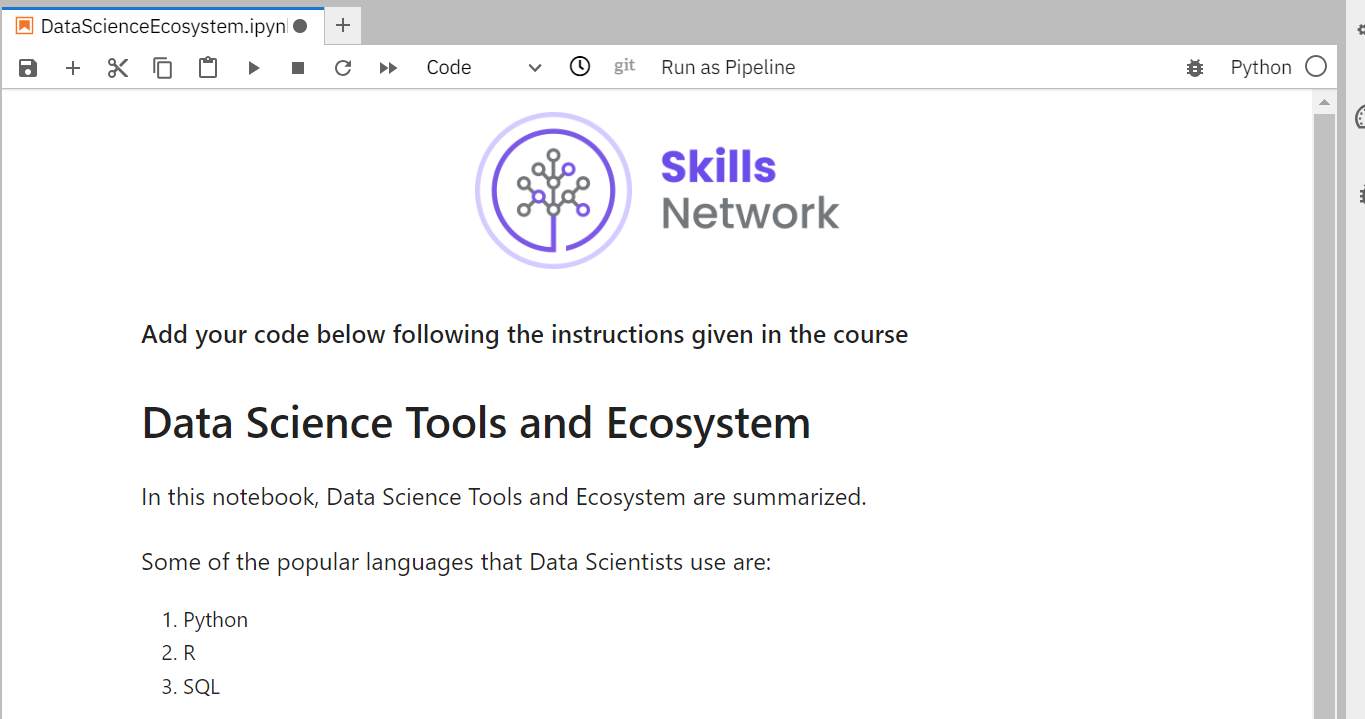 DataScienceEcosystem.ipyn
Code git Run as Pipeline Python
Skills
Network
Add your code below following the instructions given in the course
Data Science Tools and Ecosystem
In this notebook, Data Science Tools and Ecosystem are summarized.
Some of the popular languages that Data Scientists use are:
1. Python
2. R
3. SQL